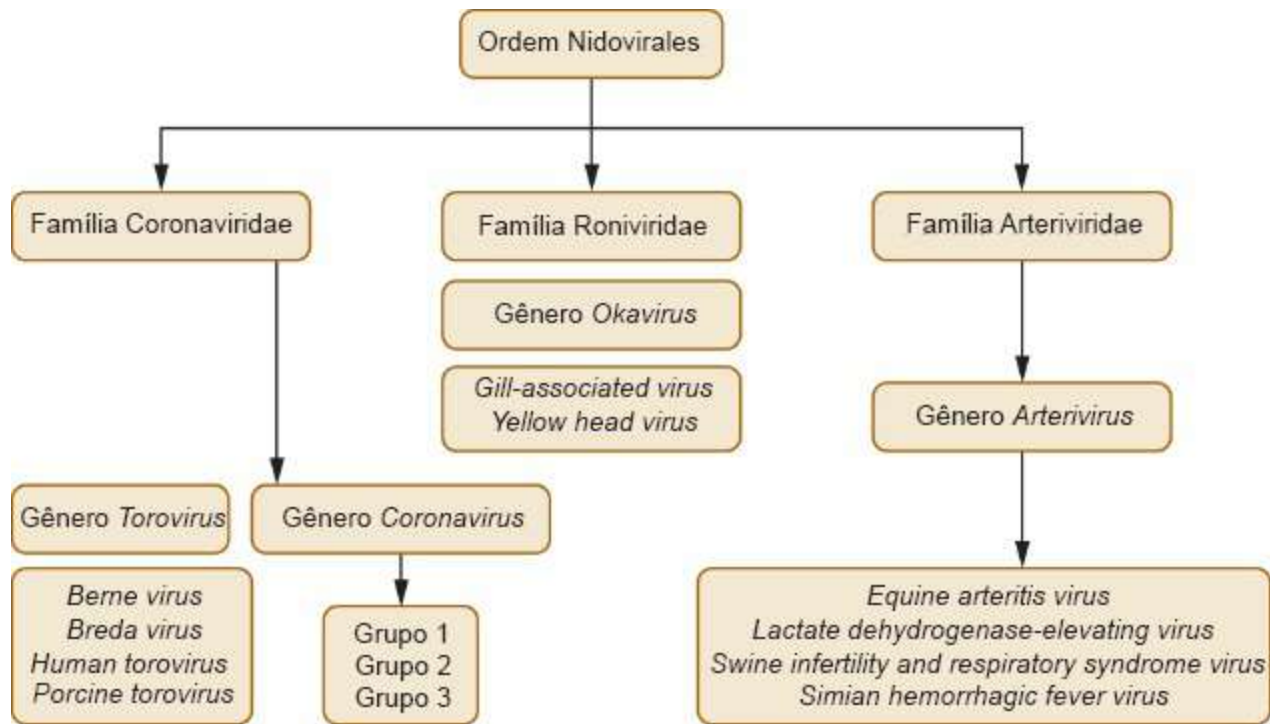 Ordem Nidovirales
Família Coronaviridae
Família Roniviridae
Família Arteriviridae
Gênero Okavirus
Gill-associated virus
Yellow head virus
Gênero Arterivirus
Gênero Torovirus
Gênero Coronavirus
Berne virus
Breda virus
Human torovirus
Porcine torovirus
Grupo 1
Grupo 2
Grupo 3
Equine arteritis virus
Lactate dehydrogenase-elevating virus
Swine infertility and respiratory syndrome virus
Simian hemorrhagic fever virus